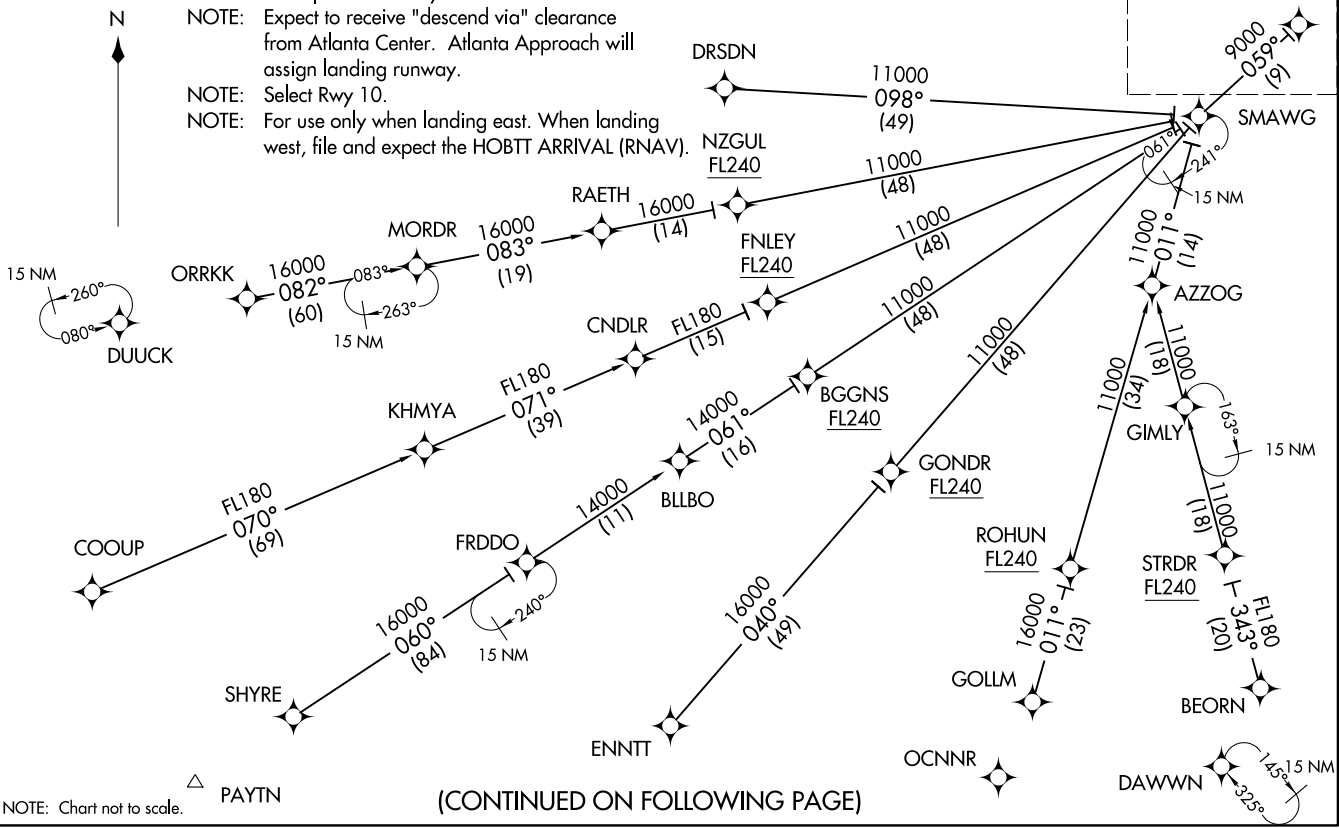 N
NOTE: Expect to receive "descend via" clearance
from Atlanta Center. Atlanta Approach will
assign landing runway.
NOTE: Select Rwy 10.
NOTE: For use only when landing east. When landing
west, file and expect the HOBTT ARRIVAL (RNAV).
DRSDN
11000
098°
(49)
9000
059°
(9)
SMAWG
061°
241°
15 NM
NZGUL
FL240
11000
(48)
RAETH
16000
(14)
MORDR
16000
083°
(19)
ORRKK
16000
082°
(60)
083°
263°
15 NM
15 NM
260°
080°
DUUCK
FNLEY
FL240
11000
(48)
CNDLR
FL180
(15)
KHMYA
FL180
071°
(39)
COOUP
FL180
070°
(69)
11000
(48)
BGGNS
FL240
14000
061°
(16)
BLLBO
14000
(11)
FRDDO
240°
15 NM
16000
060°
(84)
SHYRE
11000
(48)
GONDR
FL240
16000
040°
(49)
ENNTT
11000
011°
(14)
AZZOG
11000
(34)
11000
(18)
GIMLY
163°
15 NM
11000
(18)
ROHUN
FL240
STRDR
FL240
16000
011°
(23)
FL180
343°
(20)
GOLLM
BEORN
OCNNR
DAWWN
145°
325°
15 NM
PAYTN
NOTE: Chart not to scale.
(CONTINUED ON FOLLOWING PAGE)